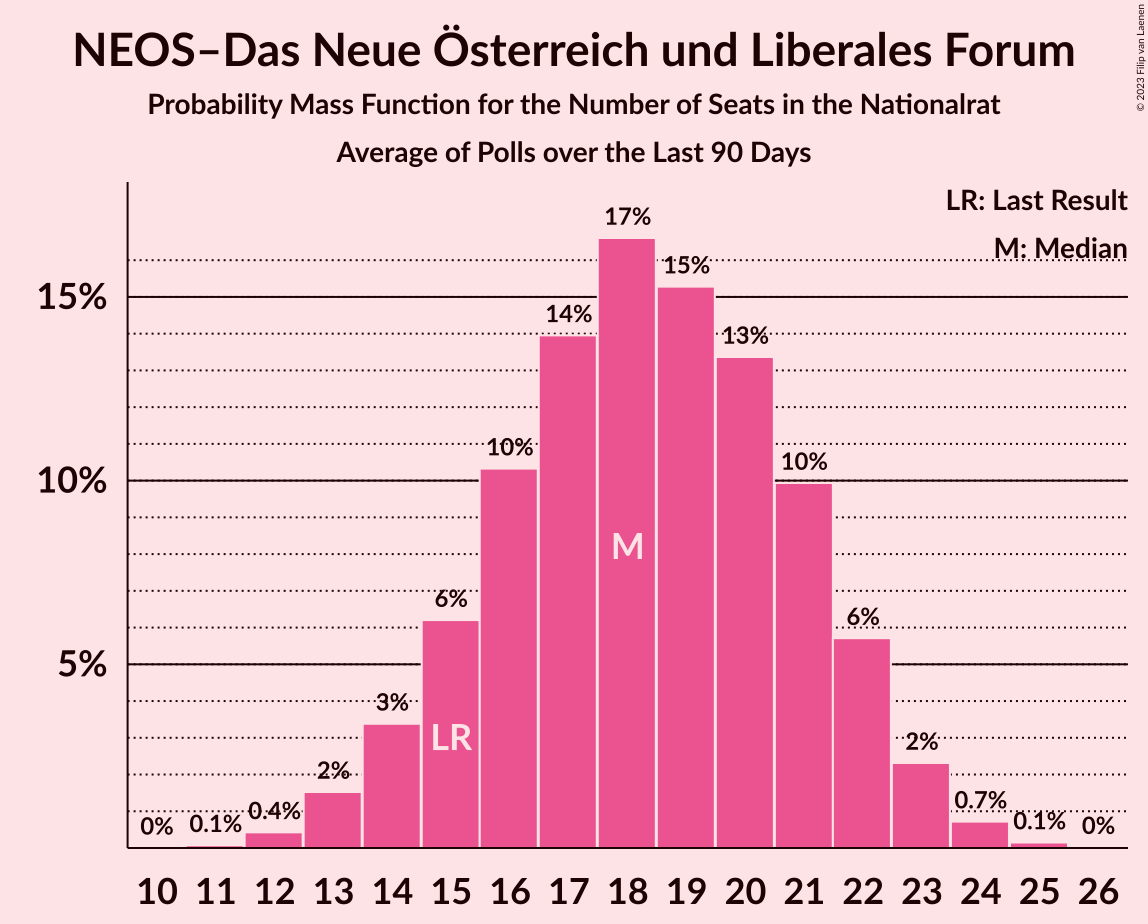 NEOS–Das Neue Österreich und Liberales Forum
Probability Mass Function for the Number of Seats in the Nationalrat
Average of Polls over the Last 90 Days
© 2023 Filip van Laenen
LR: Last Result
M: Median
15%
10%
5%
0%
0.1%
0.4%
2%
3%
6%
10%
14%
17%
15%
13%
10%
6%
2%
0.7%
0.1%
0%
LR
M
10 11 12 13 14 15 16 17 18 19 20 21 22 23 24 25 26